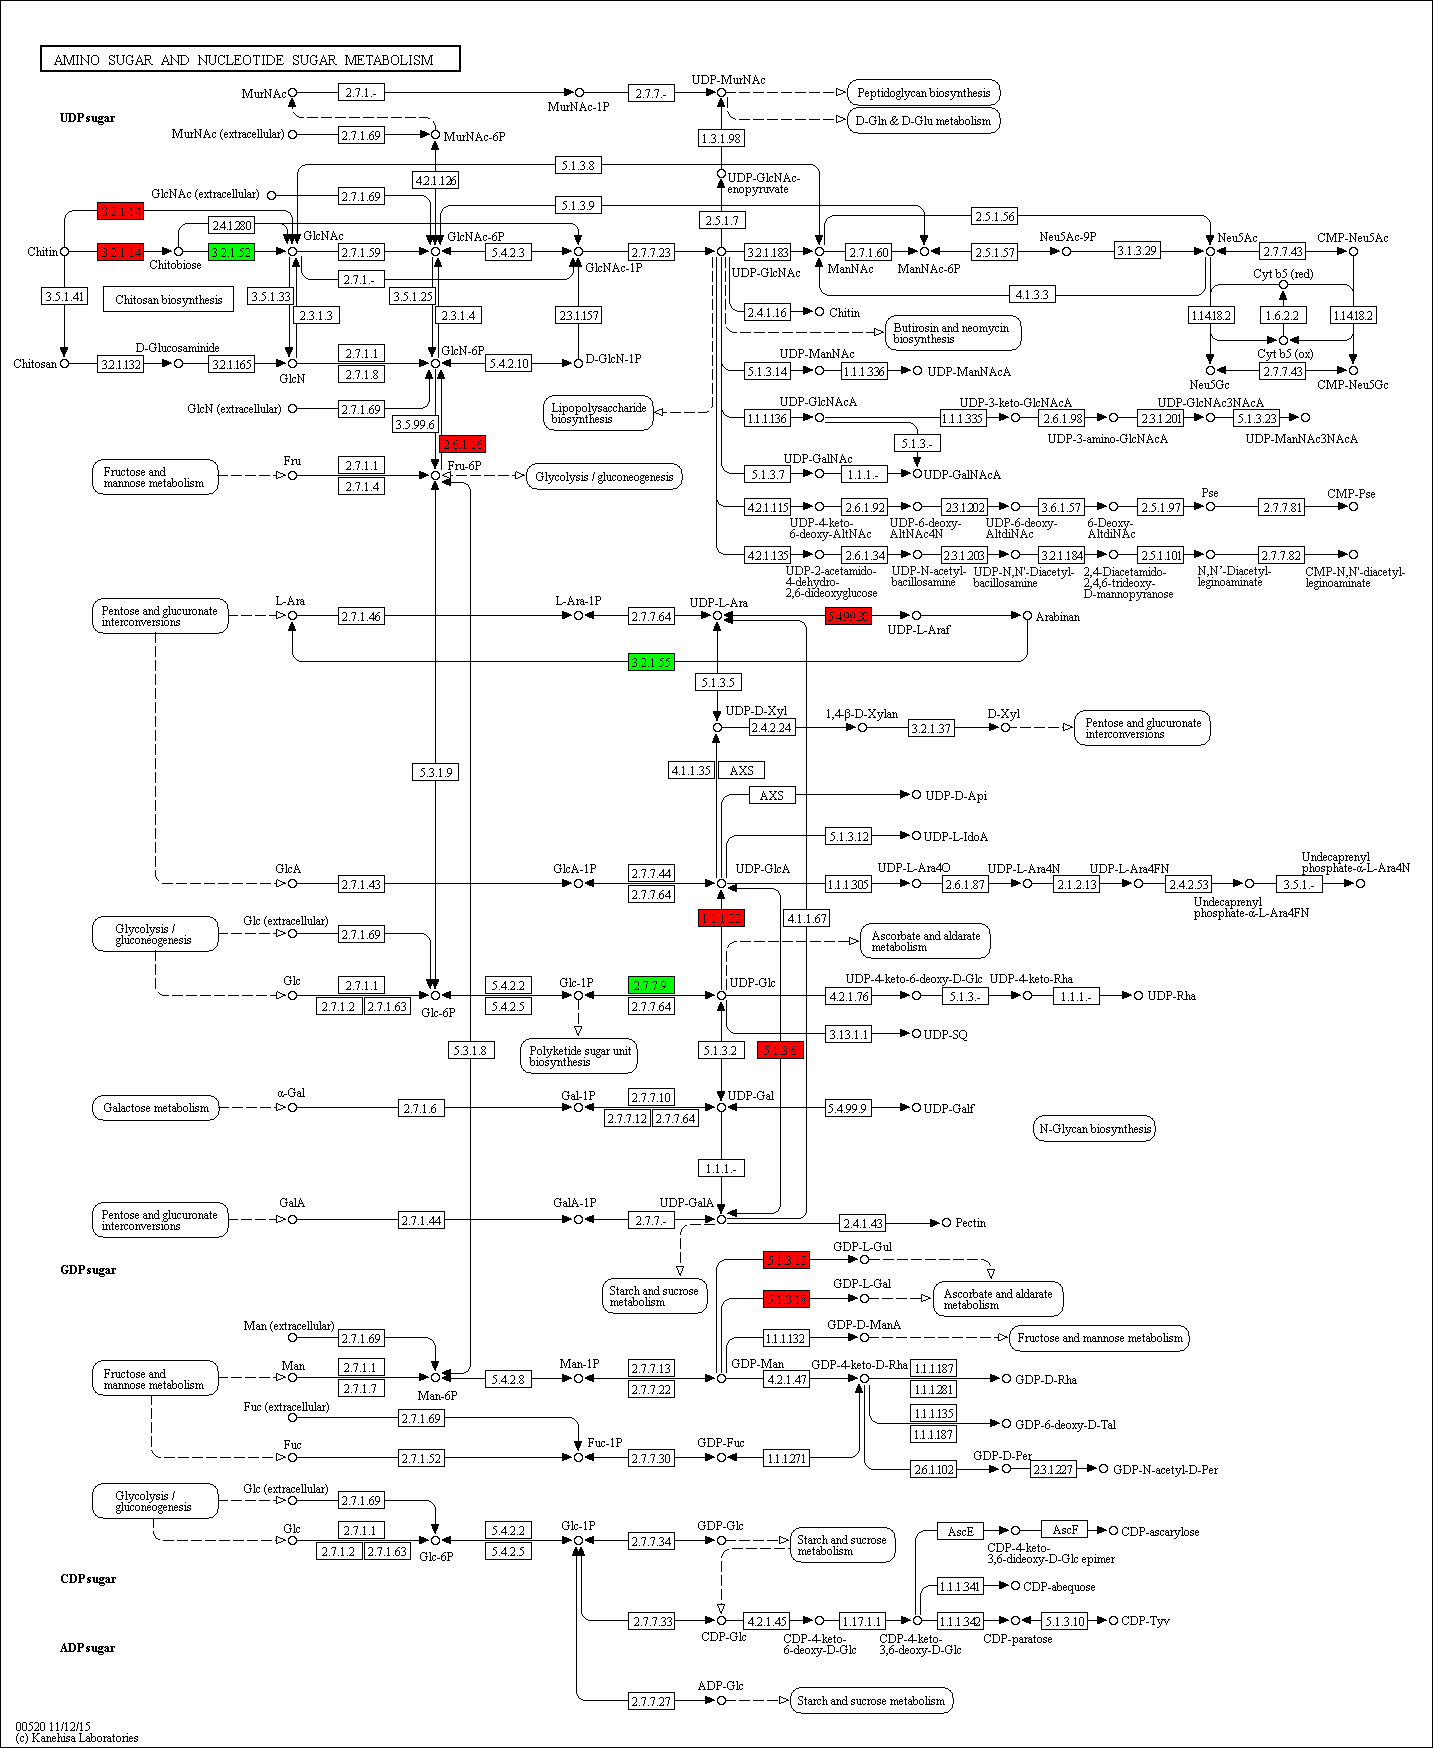 AMINO SUGAR AND NUCLEOTIDE SUGAR METABOLISM
UDP sugar
MurNAc
2.7.1.-
MurNAc-1P
2.7.7.-
UDP-MurNAc
Peptidoglycan biosynthesis
D-Gln & D-Glu metabolism
MurNAc (extracellular)
2.7.1.69
MurNAc-6P
1.3.1.98
5.1.3.8
4.2.1.126
UDP-GlcNAc-
enopyruvate
GlcNAc (extracellular)
2.7.1.69
5.1.3.9
3.2.1.14
2.4.1.280
2.5.1.7
2.5.1.56
Chitin
3.2.1.14
Chitobiose
3.2.1.52
GlcNAc
2.7.1.59
GlcNAc-6P
5.4.2.3
GlcNAc-1P
2.7.7.23
UDP-GlcNAc
3.2.1.183
ManNAc
2.7.1.60
ManNAc-6P
2.5.1.57
Neu5Ac-9P
3.1.3.29
Neu5Ac
2.7.7.43
CMP-Neu5Ac
2.7.1.-
3.5.1.41
Chitosan biosynthesis
3.5.1.33
2.3.1.3
3.5.1.25
2.3.1.4
2.3.1.157
4.1.3.3
2.4.1.16
Chitin
Cyt b5 (red)
1.14.18.2
1.6.2.2
1.14.18.2
Cyt b5 (ox)
Butirosin and neomycin
biosynthesis
Chitosan
3.2.1.132
D-Glucosaminide
3.2.1.165
GlcN
2.7.1.1
2.7.1.8
GlcN-6P
5.4.2.10
D-GlcN-1P
UDP-ManNAc
5.1.3.14
1.1.1.336
UDP-ManNAcA
Neu5Gc
2.7.7.43
CMP-Neu5Gc
GlcN (extracellular)
2.7.1.69
3.5.99.6
2.6.1.16
Lipopolysaccharide
biosynthesis
UDP-GlcNAcA
1.1.1.136
UDP-3-keto-GlcNAcA
1.1.1.335
2.6.1.98
UDP-3-amino-GlcNAcA
UDP-GlcNAc3NAcA
2.3.1.201
5.1.3.23
UDP-ManNAc3NAcA
5.1.3.-
Fructose and
mannose metabolism
Fru
2.7.1.1
2.7.1.4
Fru-6P
Glycolysis / gluconeogenesis
UDP-GalNAc
5.1.3.7
1.1.1.-
UDP-GalNAcA
4.2.1.115
UDP-4-keto-
6-deoxy-AltNAc
2.6.1.92
UDP-6-deoxy-
AltNAc4N
2.3.1.202
UDP-6-deoxy-
AltdiNAc
3.6.1.57
6-Deoxy-
AltdiNAc
2.5.1.97
Pse
2.7.7.81
CMP-Pse
4.2.1.135
UDP-2-acetamido-
4-dehydro-
2,6-dideoxyglucose
2.6.1.34
UDP-N-acetyl-
bacillosamine
2.3.1.203
UDP-N,N'-Diacetyl-
bacillosamine
3.2.1.184
2,4-Diacetamido-
2,4,6-trideoxy-
D-mannopyranose
2.5.1.101
N,N'-Diacetyl-
leginoaminate
2.7.7.82
CMP-N,N'-diacetyl-
leginoaminate
Pentose and glucuronate
interconversions
L-Ara
2.7.1.46
L-Ara-1P
2.7.7.64
UDP-L-Ara
5.4.99.30
UDP-L-Araf
Arabinan
3.2.1.55
5.1.3.5
UDP-D-Xyl
2.4.2.24
1,4-β-D-Xylan
3.2.1.37
D-Xyl
Pentose and glucuronate
interconversions
5.3.1.9
4.1.1.35
AXS
AXS
UDP-D-Api
5.1.3.12
UDP-L-IdoA
GlcA
2.7.1.43
GlcA-1P
2.7.7.44
2.7.7.64
UDP-GlcA
1.1.1.305
UDP-L-Ara4O
2.6.1.87
UDP-L-Ara4N
2.1.2.13
UDP-L-Ara4FN
2.4.2.53
Undecaprenyl
phosphate-α-L-Ara4FN
3.5.1.-
Undecaprenyl
phosphate-α-L-Ara4N
1.1.1.22
4.1.1.67
Glycolysis /
gluconeogenesis
Glc (extracellular)
2.7.1.69
Ascorbate and aldarate
metabolism
Glc
2.7.1.1
2.7.1.2
2.7.1.63
Glc-6P
5.4.2.2
5.4.2.5
Glc-1P
2.7.7.9
2.7.7.64
UDP-Glc
4.2.1.76
UDP-4-keto-6-deoxy-D-Glc
5.1.3.-
UDP-4-keto-Rha
1.1.1.-
UDP-Rha
3.13.1.1
UDP-SQ
5.3.1.8
Polyketide sugar unit
biosynthesis
5.1.3.2
5.1.3.6
Galactose metabolism
α-Gal
2.7.1.6
Gal-1P
2.7.7.10
2.7.7.12
2.7.7.64
UDP-Gal
5.4.99.9
UDP-Galf
N-Glycan biosynthesis
1.1.1.-
Pentose and glucuronate
interconversions
GalA
2.7.1.44
GalA-1P
2.7.7.-
UDP-GalA
2.4.1.43
Pectin
GDP sugar
Starch and sucrose
metabolism
5.1.3.18
GDP-L-Gul
5.1.3.18
GDP-L-Gal
Ascorbate and aldarate
metabolism
Man (extracellular)
2.7.1.69
1.1.1.132
GDP-D-ManA
Fructose and mannose metabolism
Fructose and
mannose metabolism
Man
2.7.1.1
2.7.1.7
Man-6P
5.4.2.8
Man-1P
2.7.7.13
2.7.7.22
GDP-Man
4.2.1.47
GDP-4-keto-D-Rha
1.1.1.187
1.1.1.281
GDP-D-Rha
Fuc (extracellular)
2.7.1.69
1.1.1.135
1.1.1.187
GDP-6-deoxy-D-Tal
Fuc
2.7.1.52
Fuc-1P
2.7.7.30
GDP-Fuc
1.1.1.271
2.6.1.102
GDP-D-Per
2.3.1.227
GDP-N-acetyl-D-Per
Glycolysis /
gluconeogenesis
Glc (extracellular)
2.7.1.69
Glc
2.7.1.1
2.7.1.2
2.7.1.63
Glc-6P
5.4.2.2
5.4.2.5
Glc-1P
2.7.7.34
GDP-Glc
Starch and sucrose
metabolism
AscE
CDP-4-keto-
3,6-dideoxy-D-Glc epimer
AscF
CDP-ascarylose
CDP sugar
1.1.1.341
CDP-abequose
2.7.7.33
CDP-Glc
4.2.1.45
CDP-4-keto-
6-deoxy-D-Glc
1.17.1.1
CDP-4-keto-
3,6-deoxy-D-Glc
1.1.1.342
CDP-paratose
5.1.3.10
CDP-Tyv
ADP sugar
2.7.7.27
ADP-Glc
Starch and sucrose metabolism
00520 11/12/15
(c) Kanehisa Laboratories